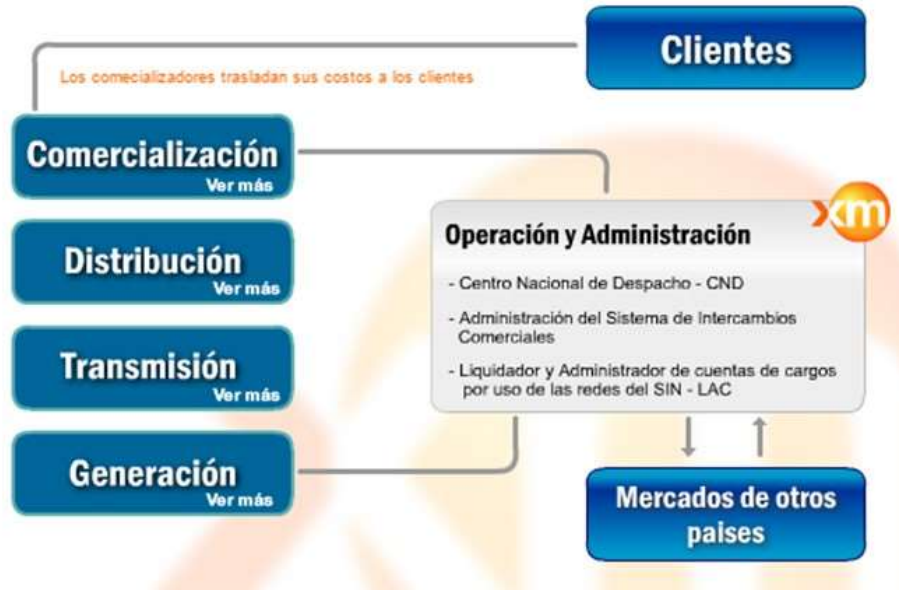 Clientes
Los comecializadores trasladan sus costos a los clientes
Comercialización
Ver más
xm
Operación y Administración
Distribución
Ver más
- Centro Nacional de Despacho - CND
- Administración del Sistema de Intercambios
Comerciales
Transmisión
Ver más
- Liquidador y Administrador de cuentas de cargos
por uso de las redes del SIN - LAC
Generación
Ver más
Mercados de otros
paises